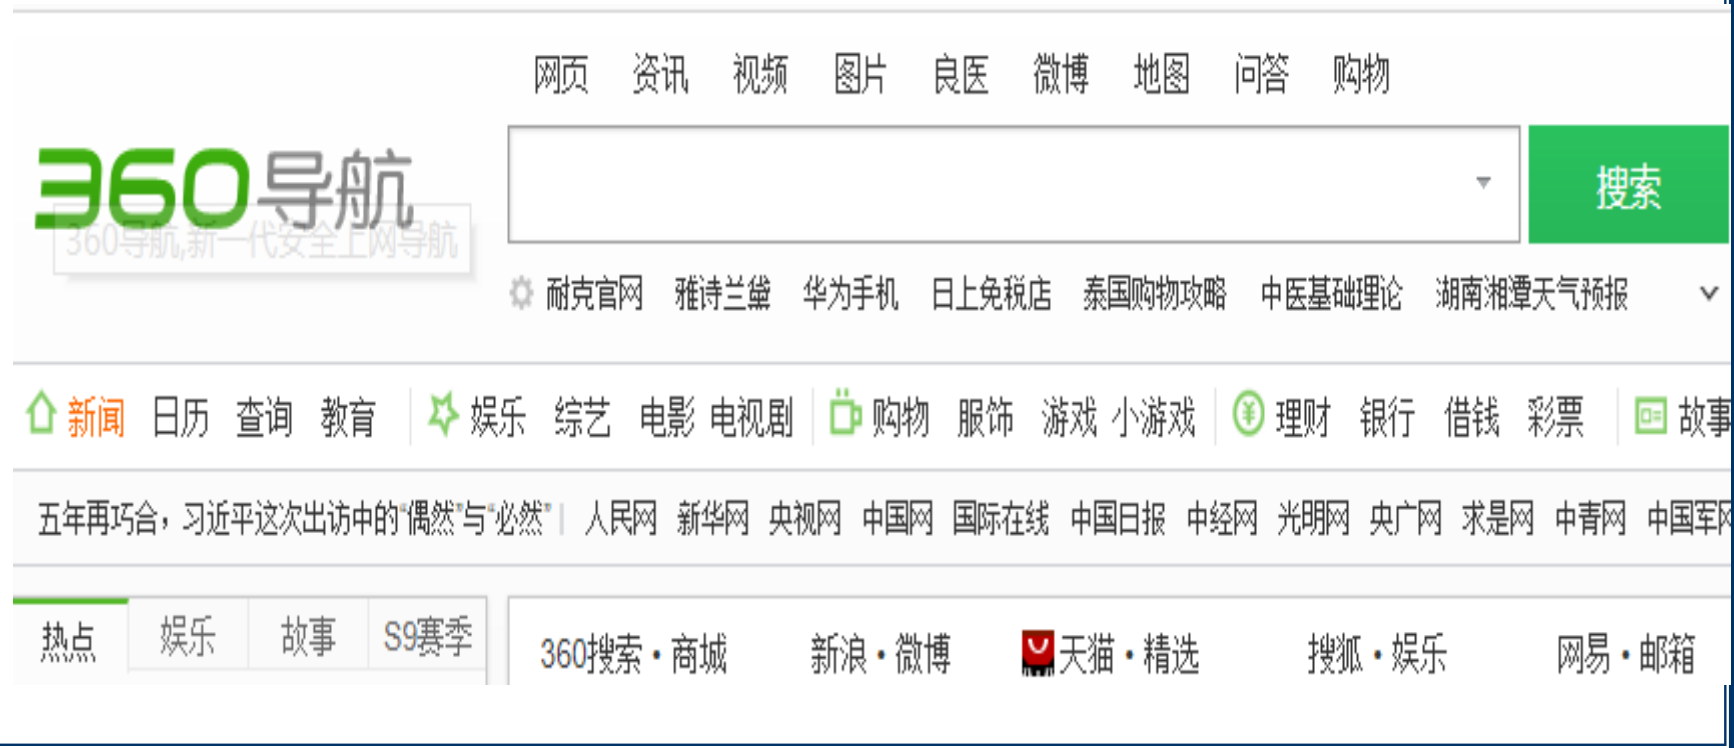 网页 资讯 视频 图片 良医 微博 地图 问答 购物
360导航
搜索
360导航,新一代安全上网导航
耐克官网 雅诗兰黛 华为手机 日上免税店 泰国购物攻略 中医基础理论 湖南湘潭天气预报
新闻 日历 查询 教育 娱乐 综艺 电影 电视剧 购物 服饰 游戏 小游戏 理财 银行 借钱 彩票 故事
五年再巧合，习近平这次出访中的“偶然”与“必然” 人民网 新华网 央视网 中国网 国际在线 中国日报 中经网 光明网 央广网 求是网 中青网 中国军网
热点 娱乐 故事 S9赛季
360搜索・商城 新浪・微博 天猫・精选 搜狐・娱乐 网易・邮箱